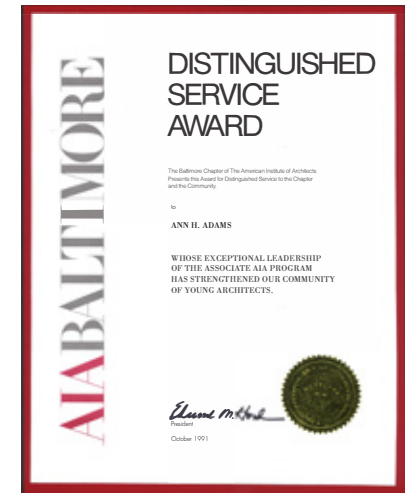 AIABALTIMORE
DISTINGUISHED
SERVICE
AWARD
The Baltimore Chapter of The American Institute of Architects
Presents this Award for Distinguished Service to the Chapter
and the Community.
to
ANN H. ADAMS
WHOSE EXCEPTIONAL LEADERSHIP
OF THE ASSOCIATE AIA PROGRAM
HAS STRENGTHENED OUR COMMUNITY
OF YOUNG ARCHITECTS.
President
October 1991